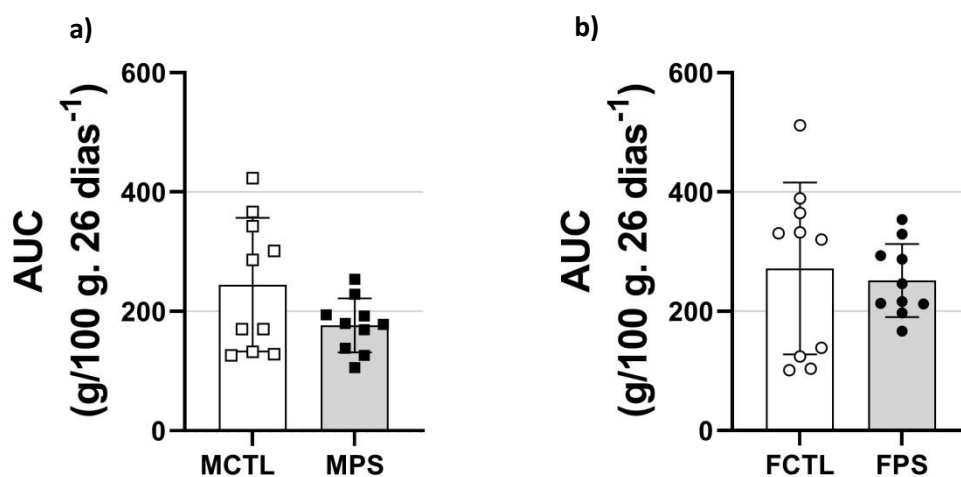 a)
AUC
(g/100 g. 26 dias⁻¹)
600
400
200
0
MCTL MPS
b)
AUC
(g/100 g. 26 dias⁻¹)
600
400
200
0
FCTL FPS